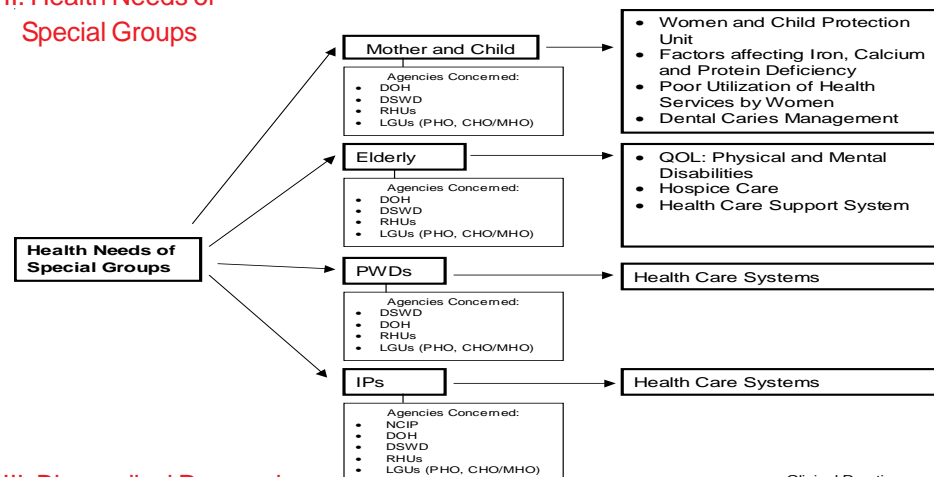 II. Health Needs of
Special Groups
Mother and Child
Agencies Concerned:
• DOH
• DSWD
• RHUs
• LGUs (PHO, CHO/MHO)
• Women and Child Protection
Unit
• Factors affecting Iron, Calcium
and Protein Deficiency
• Poor Utilization of Health
Services by Women
• Dental Caries Management
Elderly
Agencies Concerned:
• DOH
• DSWD
• RHUs
• LGUs (PHO, CHO/MHO)
• QOL: Physical and Mental
Disabilities
• Hospice Care
• Health Care Support System
Health Needs of
Special Groups
PWDs
Agencies Concerned:
• DSWD
• DOH
• RHUs
• LGUs (PHO, CHO/MHO)
Health Care Systems
IPs
Agencies Concerned:
• NCIP
• DOH
• DSWD
• RHUs
• LGUs (PHO, CHO/MHO)
Health Care Systems